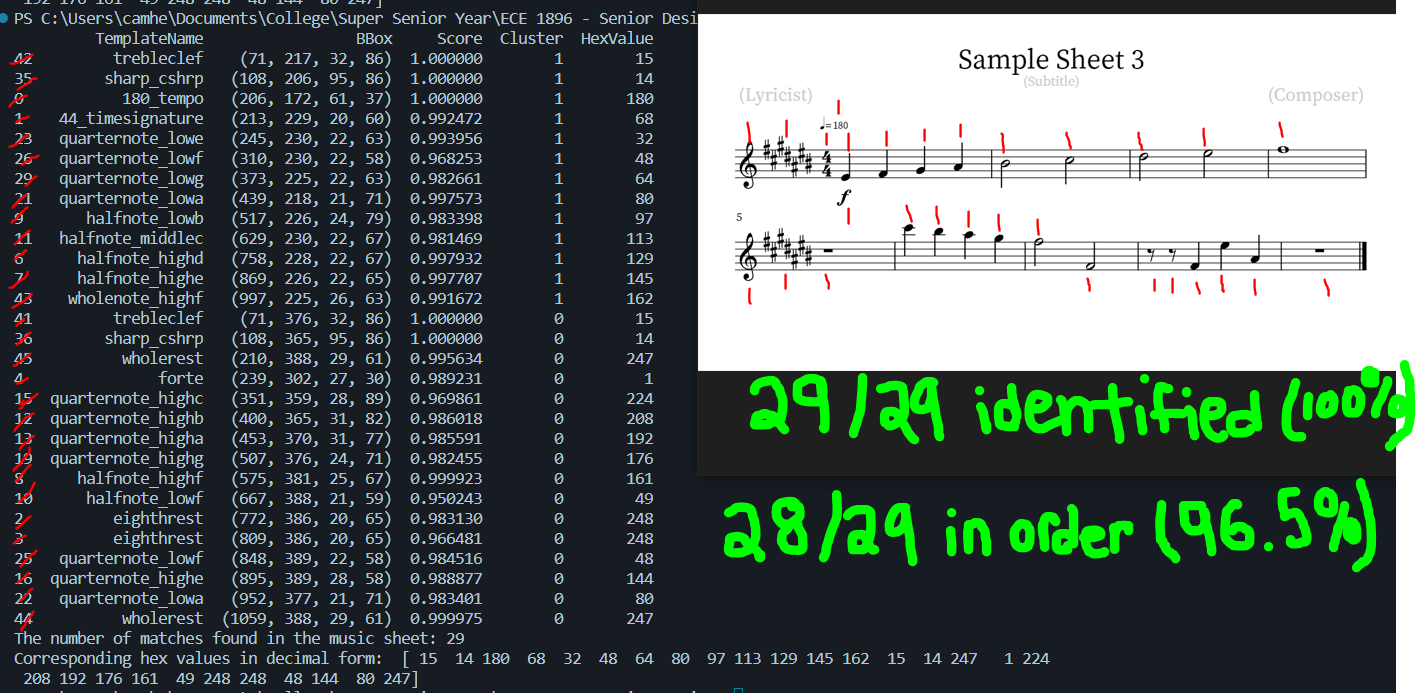 192 176 161  49 248 248  48 144  80 247]
PS C:\Users\camhe\Documents\College\Super Senior Year\ECE 1896 - Senior Desi
TemplateName BBox Score Cluster HexValue
42 trebleclef (71, 217, 32, 86) 1.000000 1 15
35 sharp_cshrp (108, 206, 95, 86) 1.000000 1 14
0 180_tempo (206, 172, 61, 37) 1.000000 1 180
1 44_timesignature (213, 229, 20, 60) 0.992472 1 68
23 quarternote_lowe (245, 230, 22, 63) 0.993956 1 32
26 quarternote_lowf (310, 230, 22, 58) 0.968253 1 48
29 quarternote_lowg (373, 225, 22, 63) 0.982661 1 64
21 quarternote_lowa (439, 218, 21, 71) 0.997573 1 80
9 halfnote_lowb (517, 226, 24, 79) 0.983398 1 97
11 halfnote_middlec (629, 230, 22, 67) 0.981469 1 113
6 halfnote_highd (758, 228, 22, 67) 0.997932 1 129
7 halfnote_highe (869, 226, 22, 65) 0.997707 1 145
43 wholenote_highf (997, 225, 26, 63) 0.991672 1 162
41 trebleclef (71, 376, 32, 86) 1.000000 0 15
36 sharp_cshrp (108, 365, 95, 86) 1.000000 0 14
45 wholerest (210, 388, 29, 61) 0.995634 0 247
4 forte (239, 302, 27, 30) 0.989231 0 1
15 quarternote_highc (351, 359, 28, 89) 0.969861 0 224
12 quarternote_highb (400, 365, 31, 82) 0.986018 0 208
13 quarternote_higha (453, 370, 31, 77) 0.985591 0 192
19 quarternote_highg (507, 376, 24, 71) 0.982455 0 176
8 halfnote_highf (575, 381, 25, 67) 0.999923 0 161
10 halfnote_lowf (667, 388, 21, 59) 0.950243 0 49
2 eighthrest (772, 386, 20, 65) 0.983130 0 248
3 eighthrest (809, 386, 20, 65) 0.966481 0 248
25 quarternote_lowf (848, 389, 22, 58) 0.984516 0 48
16 quarternote_highe (895, 389, 28, 58) 0.988877 0 144
22 quarternote_lowa (952, 377, 21, 71) 0.983401 0 80
44 wholerest (1059, 388, 29, 61) 0.999975 0 247
The number of matches found in the music sheet: 29
Corresponding hex values in decimal form:  [ 15  14 180  68  32  48  64  80  97 113 129 145 162  15  14 247   1 224
208 192 176 161  49 248 248  48 144  80 247]
Sample Sheet 3
(Subtitle)
(Lyricist) (Composer)
♩=180
4
4
f
5
29/29 identified (100%)
28/29 in order (96.5%)